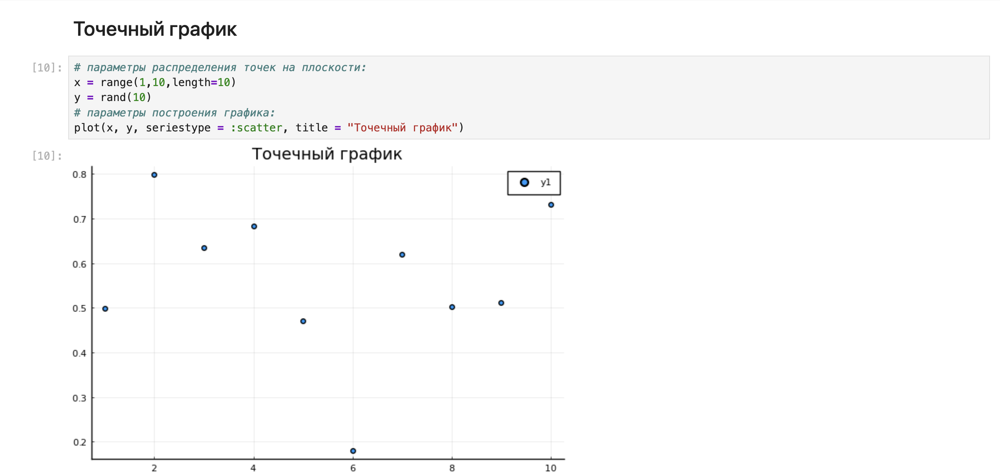 Точечный график
[10]:
# параметры распределения точек на плоскости:
x = range(1,10,length=10)
y = rand(10)
# параметры построения графика:
plot(x, y, seriestype = :scatter, title = "Точечный график")
[10]:
Точечный график
y1
0.8
0.7
0.6
0.5
0.4
0.3
0.2
2 4 6 8 10